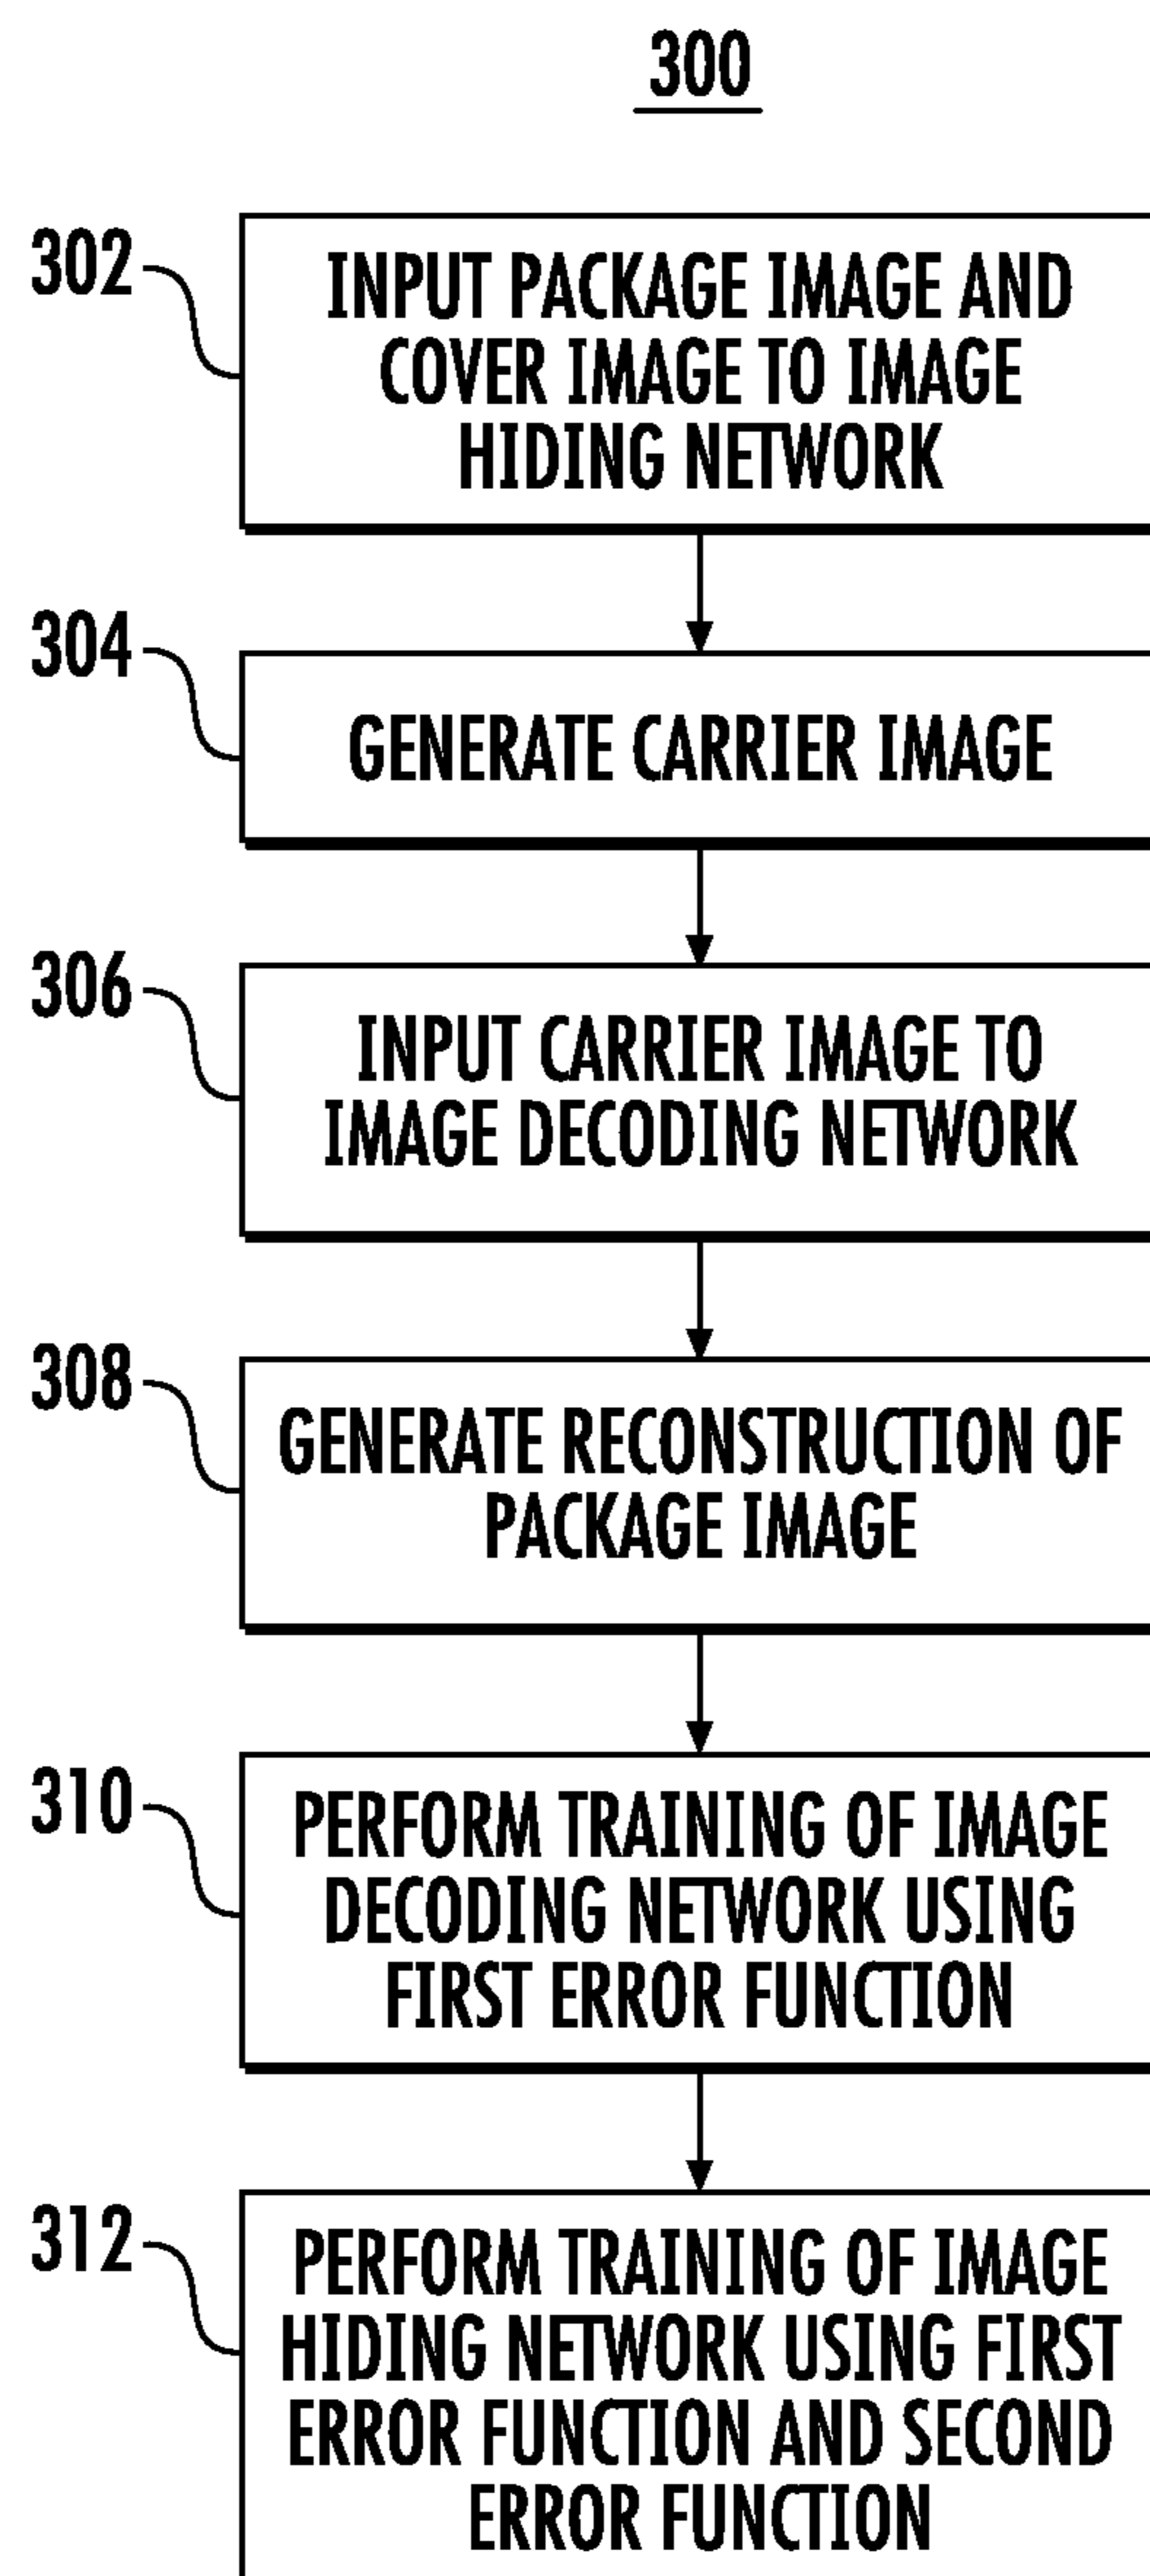 300
302
INPUT PACKAGE IMAGE AND
COVER IMAGE TO IMAGE
HIDING NETWORK
304
GENERATE CARRIER IMAGE
306
INPUT CARRIER IMAGE TO
IMAGE DECODING NETWORK
308
GENERATE RECONSTRUCTION OF
PACKAGE IMAGE
310
PERFORM TRAINING OF IMAGE
DECODING NETWORK USING
FIRST ERROR FUNCTION
312
PERFORM TRAINING OF IMAGE
HIDING NETWORK USING FIRST
ERROR FUNCTION AND SECOND
ERROR FUNCTION